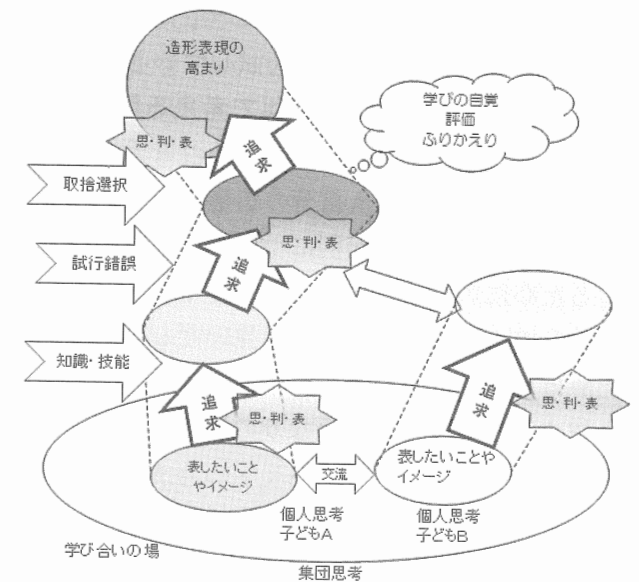 造形表現の
高まり
思・判・表
追求
学びの自覚
評価
ふりかえり
取捨選択
思・判・表
試行錯誤
追求
知識・技能
追求
思・判・表
追求
思・判・表
表したいこと
やイメージ
交流
表したいことや
イメージ
個人思考
子どもA
個人思考
子どもB
学び合いの場
集団思考